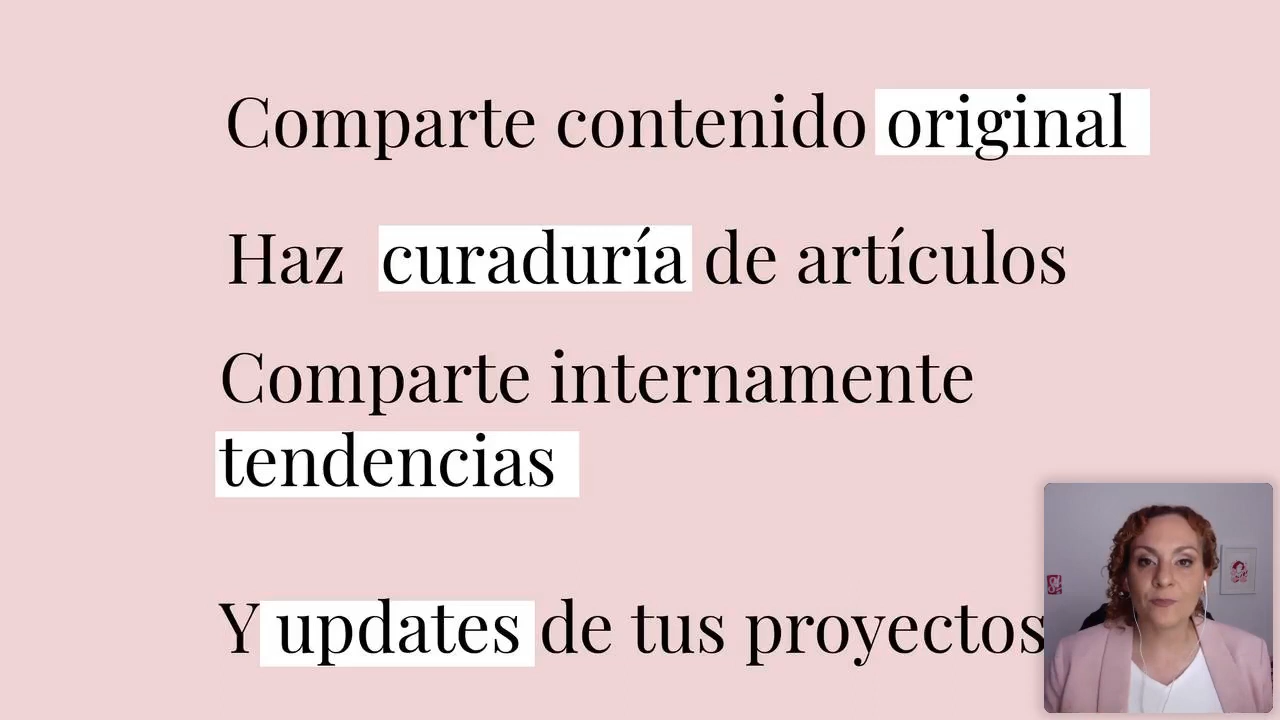 Comparte contenido original
Haz curaduría de artículos
Comparte internamente
tendencias
Y updates de tus proyectos